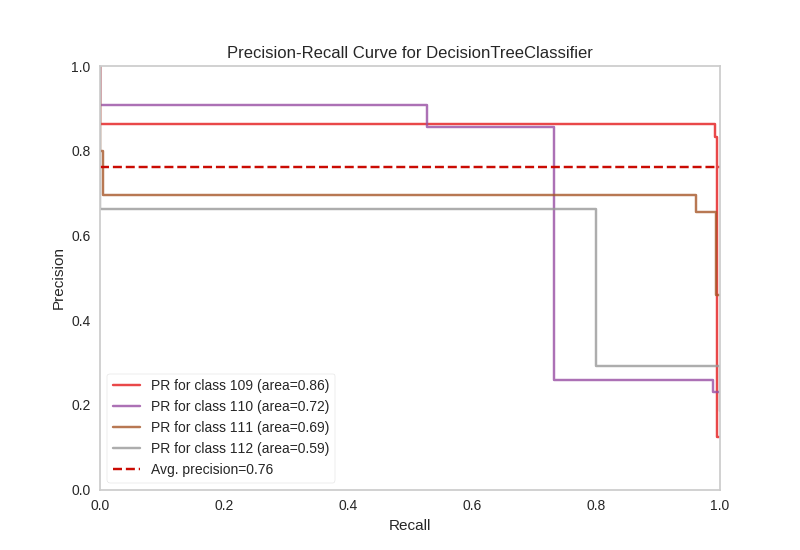 Precision-Recall Curve for DecisionTreeClassifier
1.0
0.8
0.6
0.4
0.2
0.0
Precision
PR for class 109 (area=0.86)
PR for class 110 (area=0.72)
PR for class 111 (area=0.69)
PR for class 112 (area=0.59)
Avg. precision=0.76
0.0 0.2 0.4 0.6 0.8 1.0
Recall